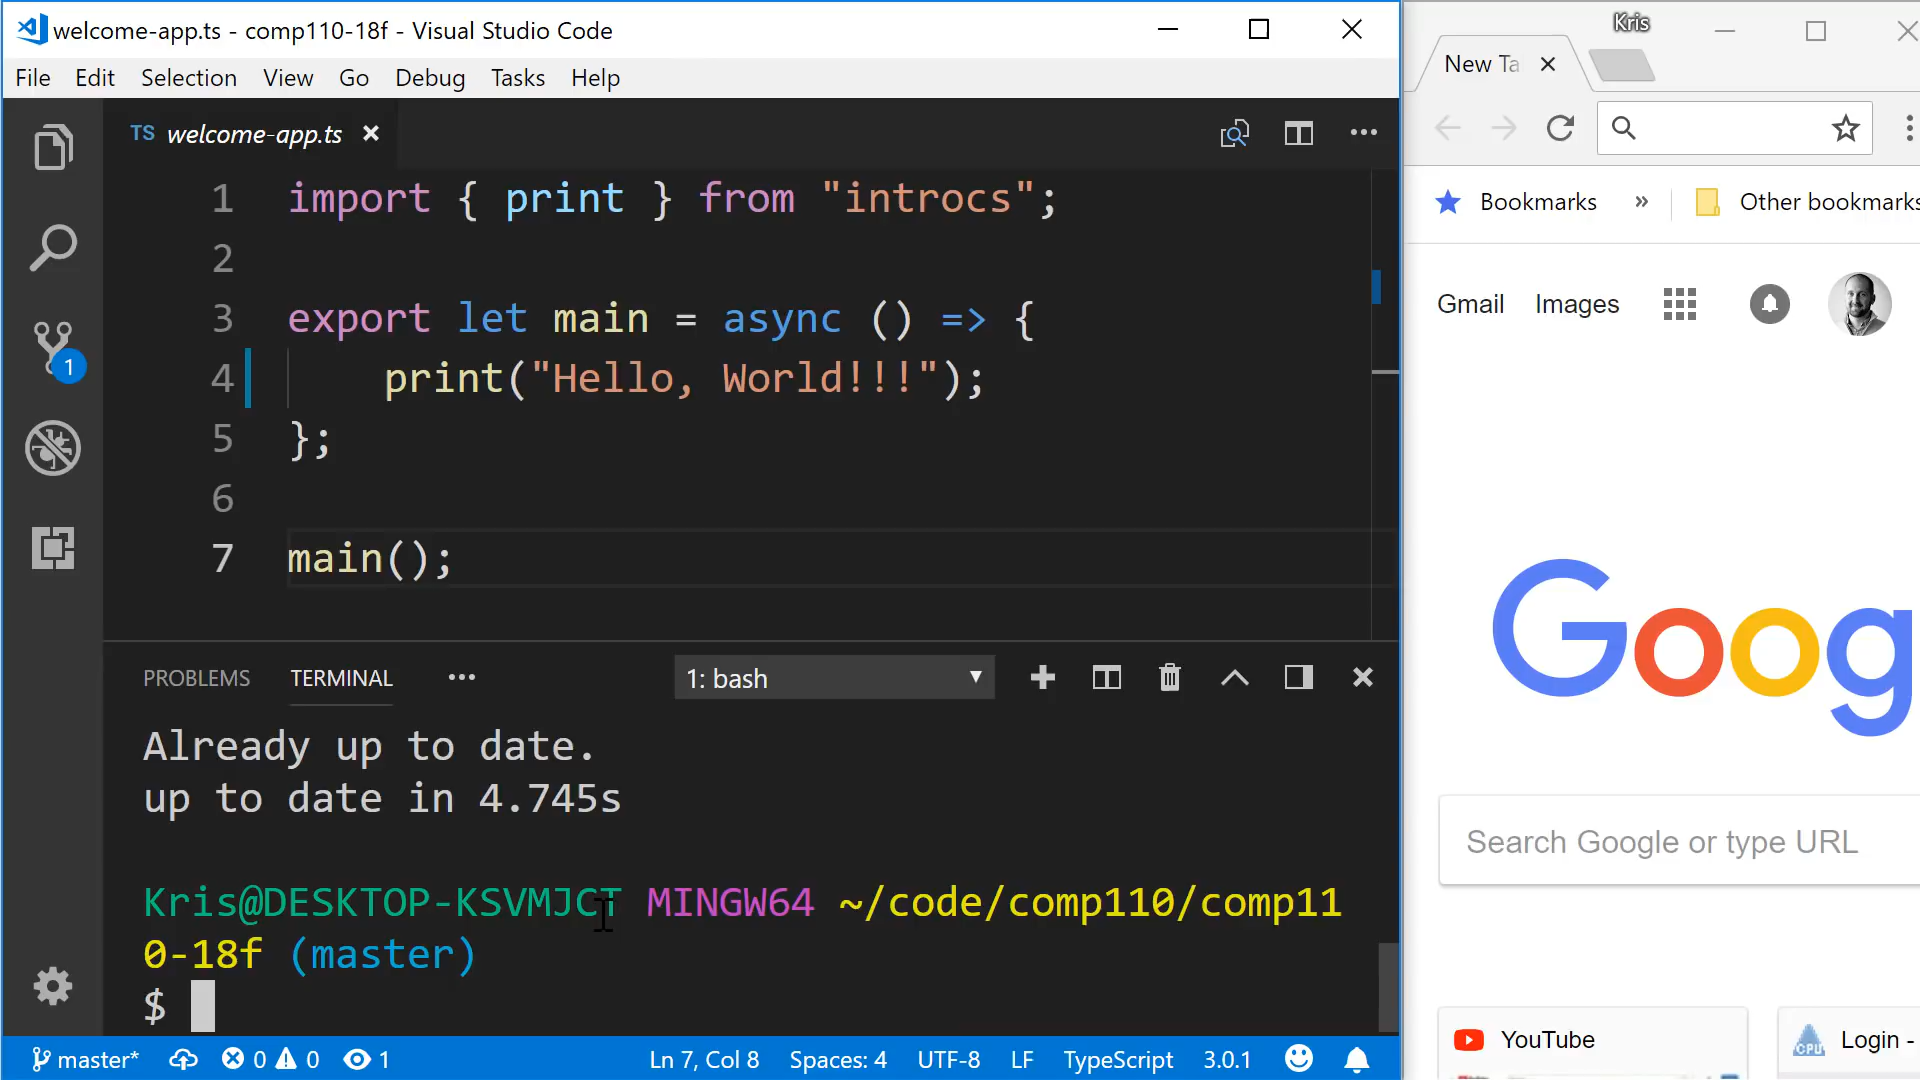 welcome-app.ts - comp110-18f - Visual Studio Code
File Edit Selection View Go Debug Tasks Help
TS welcome-app.ts
1 import { print } from "introcs";
2
3 export let main = async () => {
4 print("Hello, World!!!");
5 };
6
7 main();
1
PROBLEMS TERMINAL ••• 1: bash
Already up to date.
up to date in 4.745s
Kris@DESKTOP-KSVMJCT MINGW64 ~/code/comp110/comp11
0-18f (master)
$
master* 0 0 1 Ln 7, Col 8 Spaces: 4 UTF-8 LF TypeScript 3.0.1
Kris
New Ta
Bookmarks » Other bookmarks
Gmail Images
Goog
Search Google or type URL
YouTube
CPU Login -